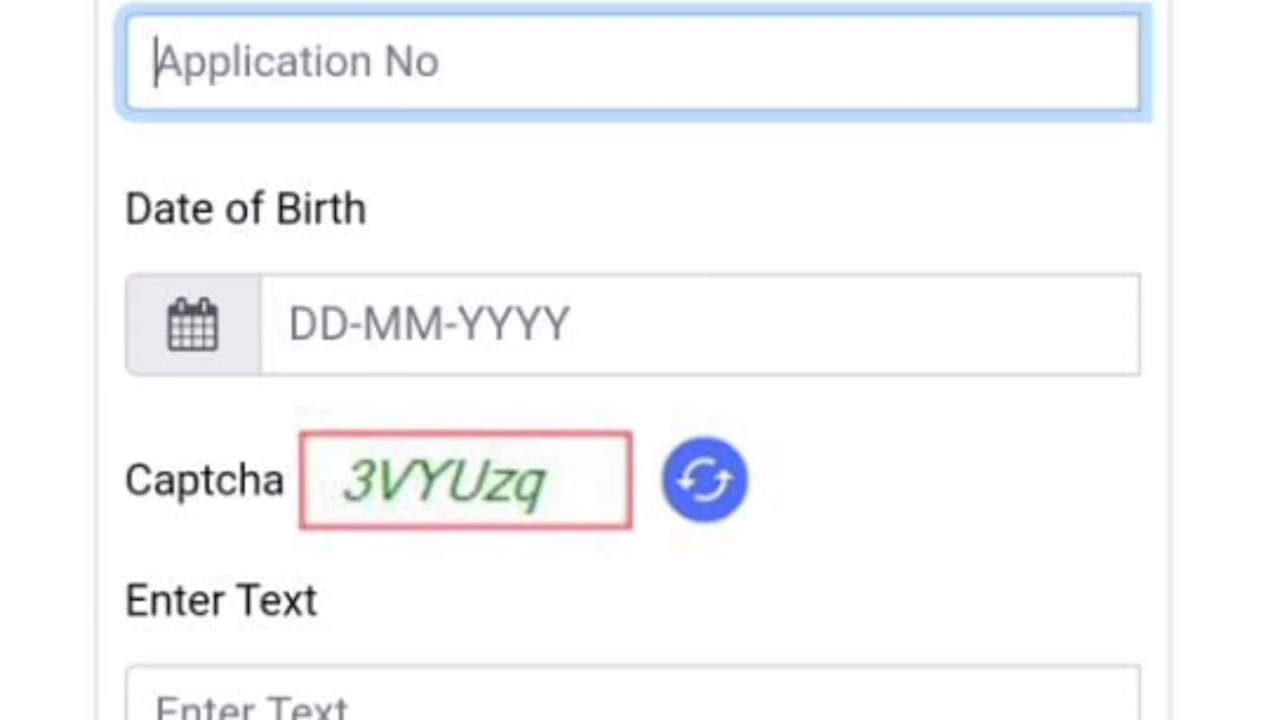 Application No
Date of Birth
DD-MM-YYYY
Captcha 3VYUzq
Enter Text
Enter Text